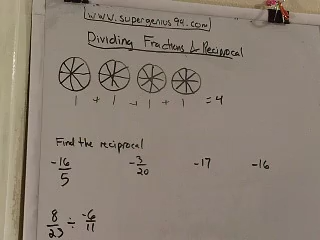 www.supergenius94.com
Dividing Fractions & Reciprocal
1 + 1 + 1 + 1 = 4
Find the reciprocal
-16/5 -3/20 -17 -16
8/23 ÷ -6/11